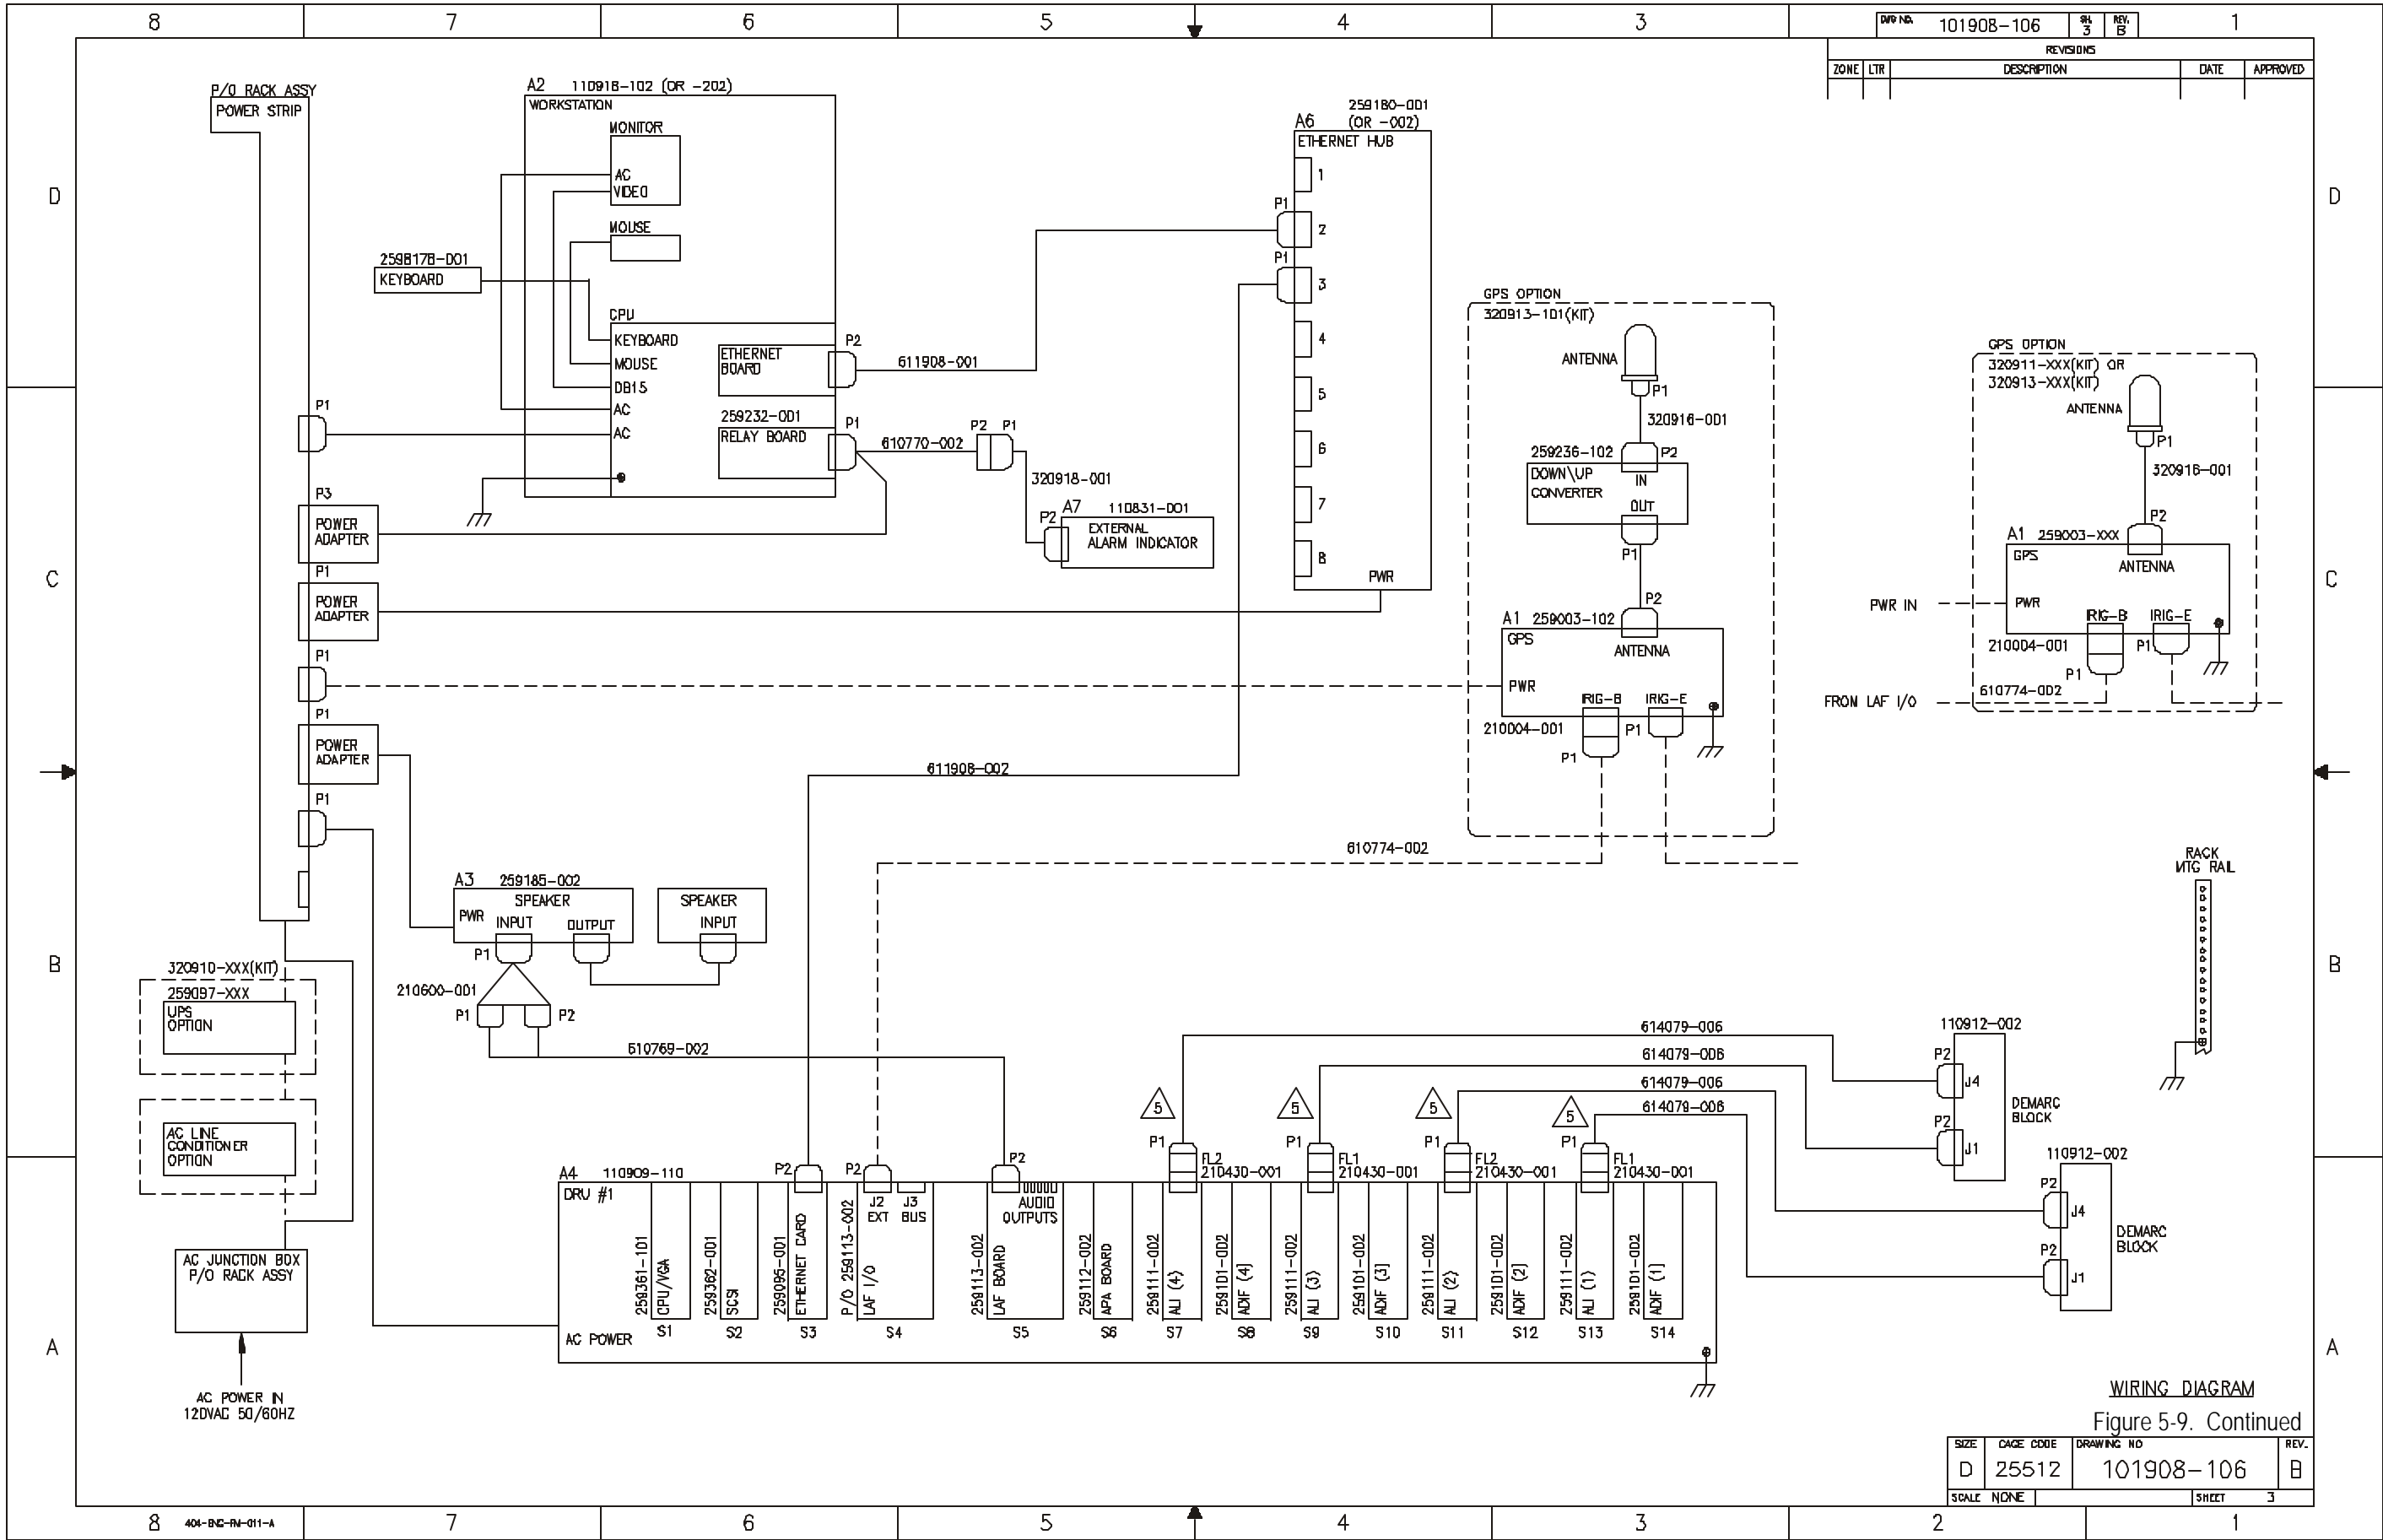 8 7 6 5 4 3 1
DWG NO. 101908-106 SH. 3 REV. B
REVISIONS
ZONE LTR DESCRIPTION DATE APPROVED
D
D
C
C
B
B
A
A
P/O RACK ASSY
POWER STRIP
P1
P3
POWER
ADAPTER
P1
POWER
ADAPTER
P1
P1
POWER
ADAPTER
P1
A2 110918-102 (OR -202)
WORKSTATION
MONITOR
AC
VIDEO
MOUSE
259817B-001
KEYBOARD
CPU
KEYBOARD
MOUSE
DB15
AC
AC
ETHERNET
BOARD
P2
611908-001
259232-001
RELAY BOARD
P1
610770-002
P2 P1
320918-001
A7 110831-001
P2
EXTERNAL
ALARM INDICATOR
259180-001
A6 (OR -002)
ETHERNET HUB
1
P1
2
P1
3
4
5
6
7
8
PWR
GPS OPTION
320913-101(KIT)
ANTENNA
P1
320916-001
259236-102
P2
DOWN\UP
CONVERTER
IN
OUT
P1
P2
A1 259003-102
GPS
ANTENNA
PWR
IRIG-B IRIG-E
210004-001
P1
P1
GPS OPTION
320911-XXX(KIT) OR
320913-XXX(KIT)
ANTENNA
P1
320916-001
P2
A1 259003-XXX
GPS
ANTENNA
PWR IN
PWR
IRIG-B IRIG-E
210004-001
P1
P1
610774-002
FRON LAF I/O
611908-002
610774-002
RACK
MTG RAIL
A3 259185-002
SPEAKER
PWR
INPUT OUTPUT
P1
SPEAKER
INPUT
210600-001
P1 P2
610769-002
320910-XXX(KIT)
259097-XXX
UPS
OPTION
AC LINE
CONDITIONER
OPTION
AC JUNCTION BOX
P/O RACK ASSY
AC POWER IN
120VAC 50/60HZ
614079-006
614079-006
614079-006
614079-006
5 5 5 5
110912-002
P2
J4
P2
J1
DEMARC
BLOCK
110912-002
P2
J4
P2
J1
DEMARC
BLOCK
A4 110909-110
DRU #1
AC POWER
259361-101
CPU/VGA
S1
259362-001
SCSI
S2
P2
259095-001
ETHERNET CARD
S3
P2
J2 J3
EXT BUS
P/O 259113-002
LAF I/O
S4
P2
AUDIO
OUTPUTS
259113-002
LAF BOARD
S5
259112-002
APA BOARD
S6
P1
FL2
210430-001
259111-002
ALI (4)
S7
259101-002
ADIF (4)
S8
P1
FL1
210430-001
259111-002
ALI (3)
S9
259101-002
ADIF (3)
S10
P1
FL2
210430-001
259111-002
ALI (2)
S11
259101-002
ADIF (2)
S12
P1
FL1
210430-001
259111-002
ALI (1)
S13
259101-002
ADIF (1)
S14
WIRING DIAGRAM
Figure 5-9. Continued
SIZE CAGE CODE DRAWING NO REV.
D 25512 101908-106 B
SCALE NONE SHEET 3
8 404-ENG-FM-011-A 7 6 5 4 3 2 1